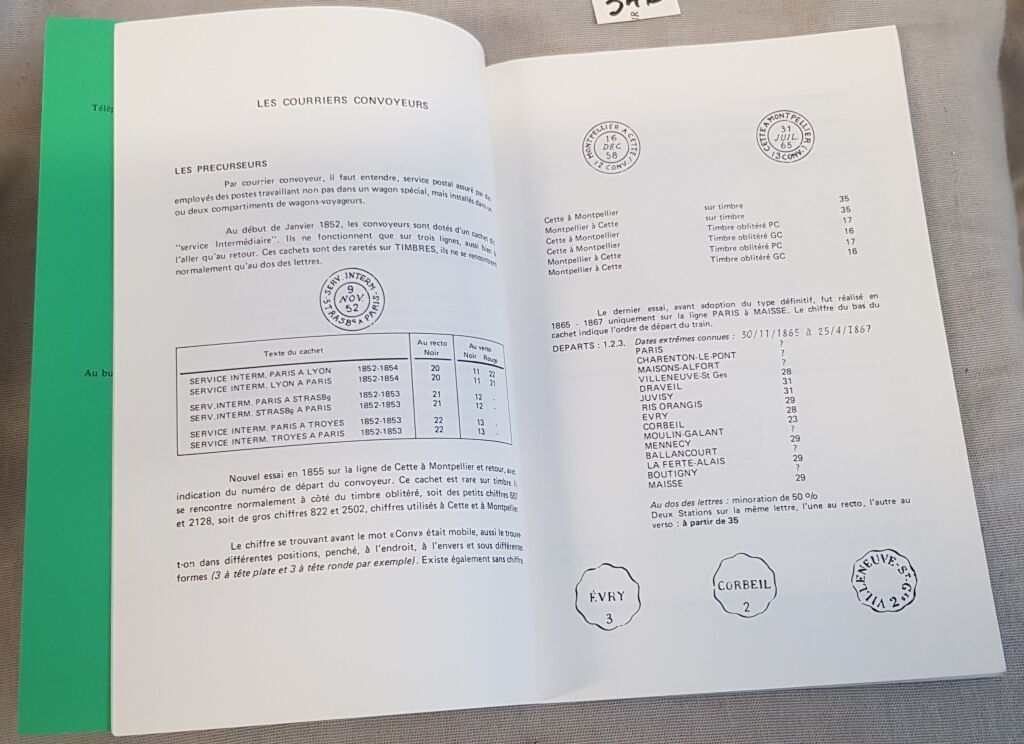 Télép
Au bu
LES COURRIERS CONVOYEURS
LES PRECURSEURS
Par courrier convoyeur, il faut entendre, service postal assuré par des
employés des postes travaillant non pas dans un wagon spécial, mais installés dans un
ou deux compartiments de wagons-voyageurs.
Au début de Janvier 1852, les convoyeurs sont dotés d'un cachet dit
"service Intermédiaire". Ils ne fonctionnent que sur trois lignes, aussi bien à
l'aller qu'au retour. Ces cachets sont des raretés sur TIMBRES, ils ne se rencontrent
normalement qu'au dos des lettres.
SERV. INTERM.
9
NOV.
52
STRASBg A PARIS
Texte du cachet Au recto Noir Au verso Noir Rouge
SERVICE INTERM. PARIS A LYON 1852-1854 20 11 22
SERVICE INTERM. LYON A PARIS 1852-1854 20 11 21
SERV.INTERM. PARIS A STRASBg 1852-1853 21 12 .
SERV.INTERM. STRASBg A PARIS 1852-1853 21 12 .
SERVICE INTERM. PARIS A TROYES 1852-1853 22 13 .
SERVICE INTERM. TROYES A PARIS 1852-1853 22 13 .
Nouvel essai en 1855 sur la ligne de Cette à Montpellier et retour, avec
indication du numéro de départ du convoyeur. Ce cachet est rare sur timbre. Il
se rencontre normalement à côté du timbre oblitéré, soit des petits chiffres
et 2128, soit de gros chiffres 822 et 2502, chiffres utilisés à Cette et à Montpellier.
Le chiffre se trouvant avant le mot «Conv» était mobile, aussi le trouve-
t-on dans différentes positions, penché, à l'endroit, à l'envers et sous différentes
formes (3 à tête plate et 3 à tête ronde par exemple). Existe également sans chiffre.
34
UR
MONTPELLIER A CETTE
16
DEC.
58
12 CONV.
CETTE A MONTPELLIER
31
JUIL
65
13 CONV.
Cette à Montpellier sur timbre 35
Montpellier à Cette sur timbre 35
Cette à Montpellier Timbre oblitéré PC 17
Cette à Montpellier Timbre oblitéré GC 16
Montpellier à Cette Timbre oblitéré PC 17
Montpellier à Cette Timbre oblitéré GC 16
Le dernier essai, avant adoption du type définitif, fut réalisé en
1865 - 1867 uniquement sur la ligne PARIS à MAISSE. Le chiffre du bas du
cachet indique l'ordre de départ du train.
DEPARTS : 1.2.3. Dates extrêmes connues : 30/11/1865 à 25/4/1867
PARIS ?
CHARENTON-LE-PONT ?
MAISONS-ALFORT ?
VILLENEUVE-St Ges 28
DRAVEIL 31
JUVISY 31
RIS ORANGIS 29
EVRY 28
CORBEIL 23
MOULIN-GALANT ?
MENNECY 29
BALLANCOURT ?
LA FERTE-ALAIS 29
BOUTIGNY ?
MAISSE 29
Au dos des lettres : minoration de 50 %
Deux Stations sur la même lettre, l'une au recto, l'autre au
verso : à partir de 35
ÉVRY
3
CORBEIL
2
VILLENEUVE-St-Gs
2